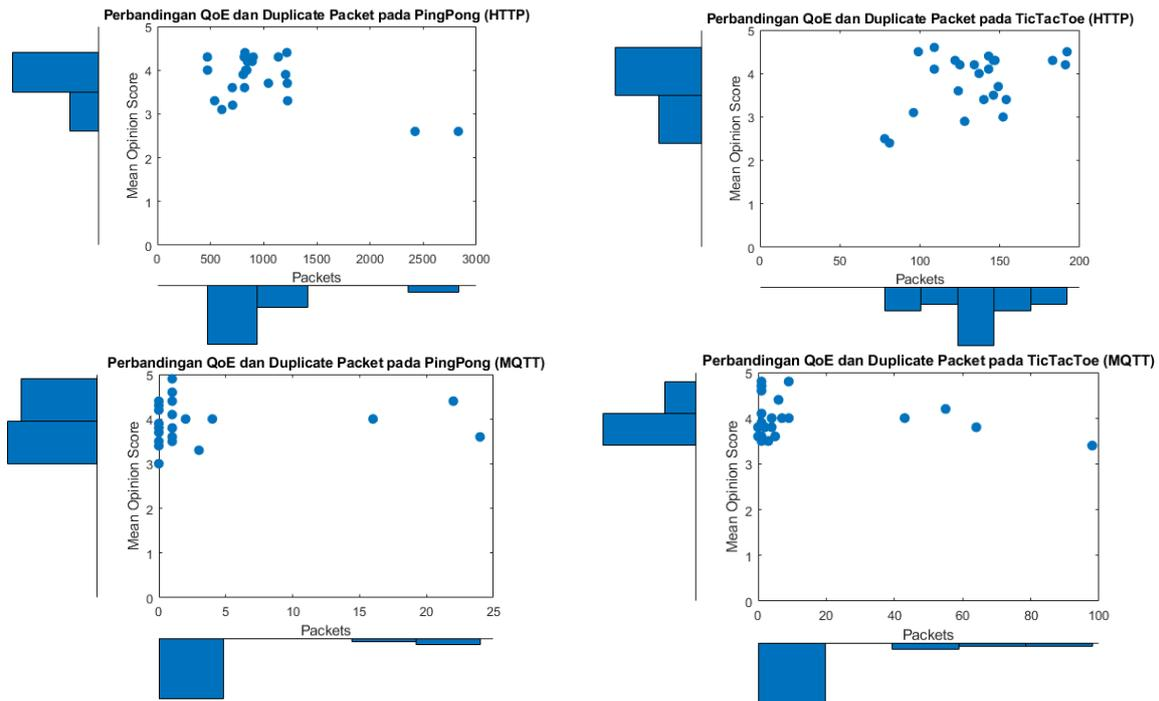 Perbandingan QoE dan Duplicate Packet pada PingPong (HTTP)
5
4
3
2
1
0
Mean Opinion Score
0 500 1000 1500 2000 2500 3000
Packets
Perbandingan QoE dan Duplicate Packet pada TicTacToe (HTTP)
5
4
3
2
1
0
Mean Opinion Score
0 50 100 150 200
Packets
Perbandingan QoE dan Duplicate Packet pada PingPong (MQTT)
5
4
3
2
1
0
Mean Opinion Score
0 5 10 15 20 25
Packets
Perbandingan QoE dan Duplicate Packet pada TicTacToe (MQTT)
5
4
3
2
1
0
Mean Opinion Score
0 20 40 60 80 100
Packets